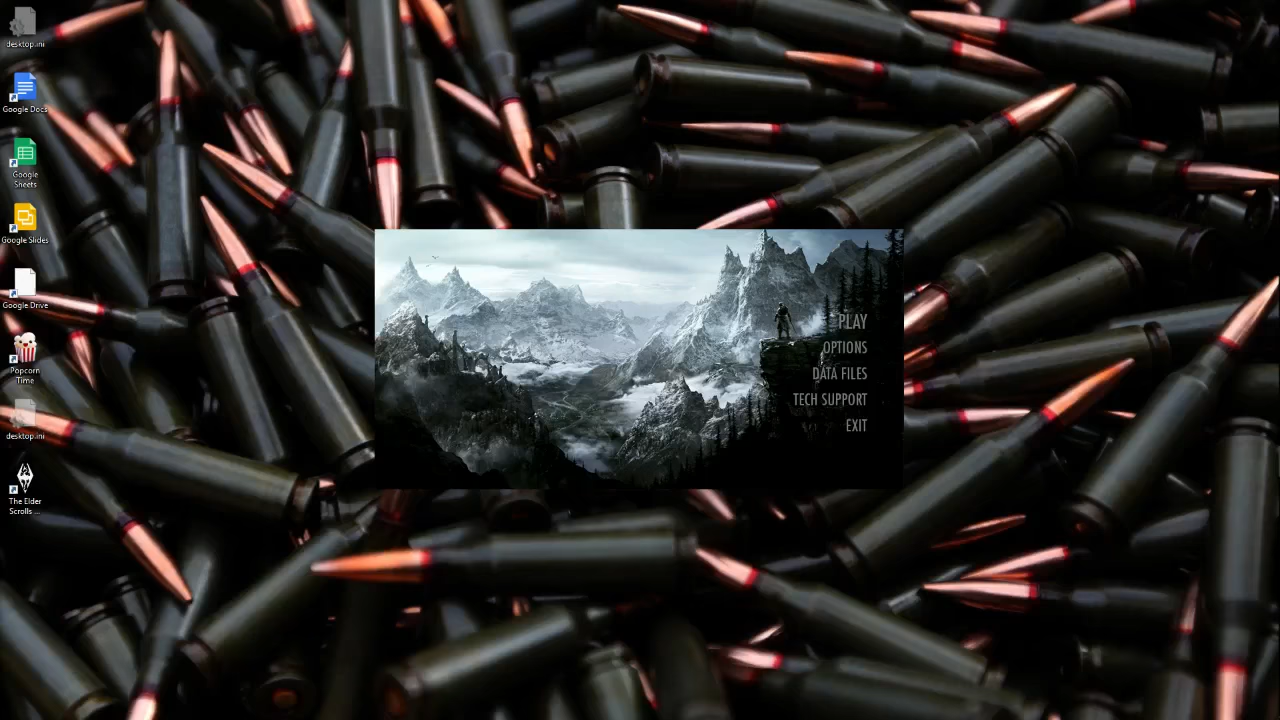 desktop.ini
Google Docs
Google
Sheets
Google Slides
Google Drive
Popcorn
Time
desktop.ini
The Elder
Scrolls ...
PLAY
OPTIONS
DATA FILES
TECH SUPPORT
EXIT